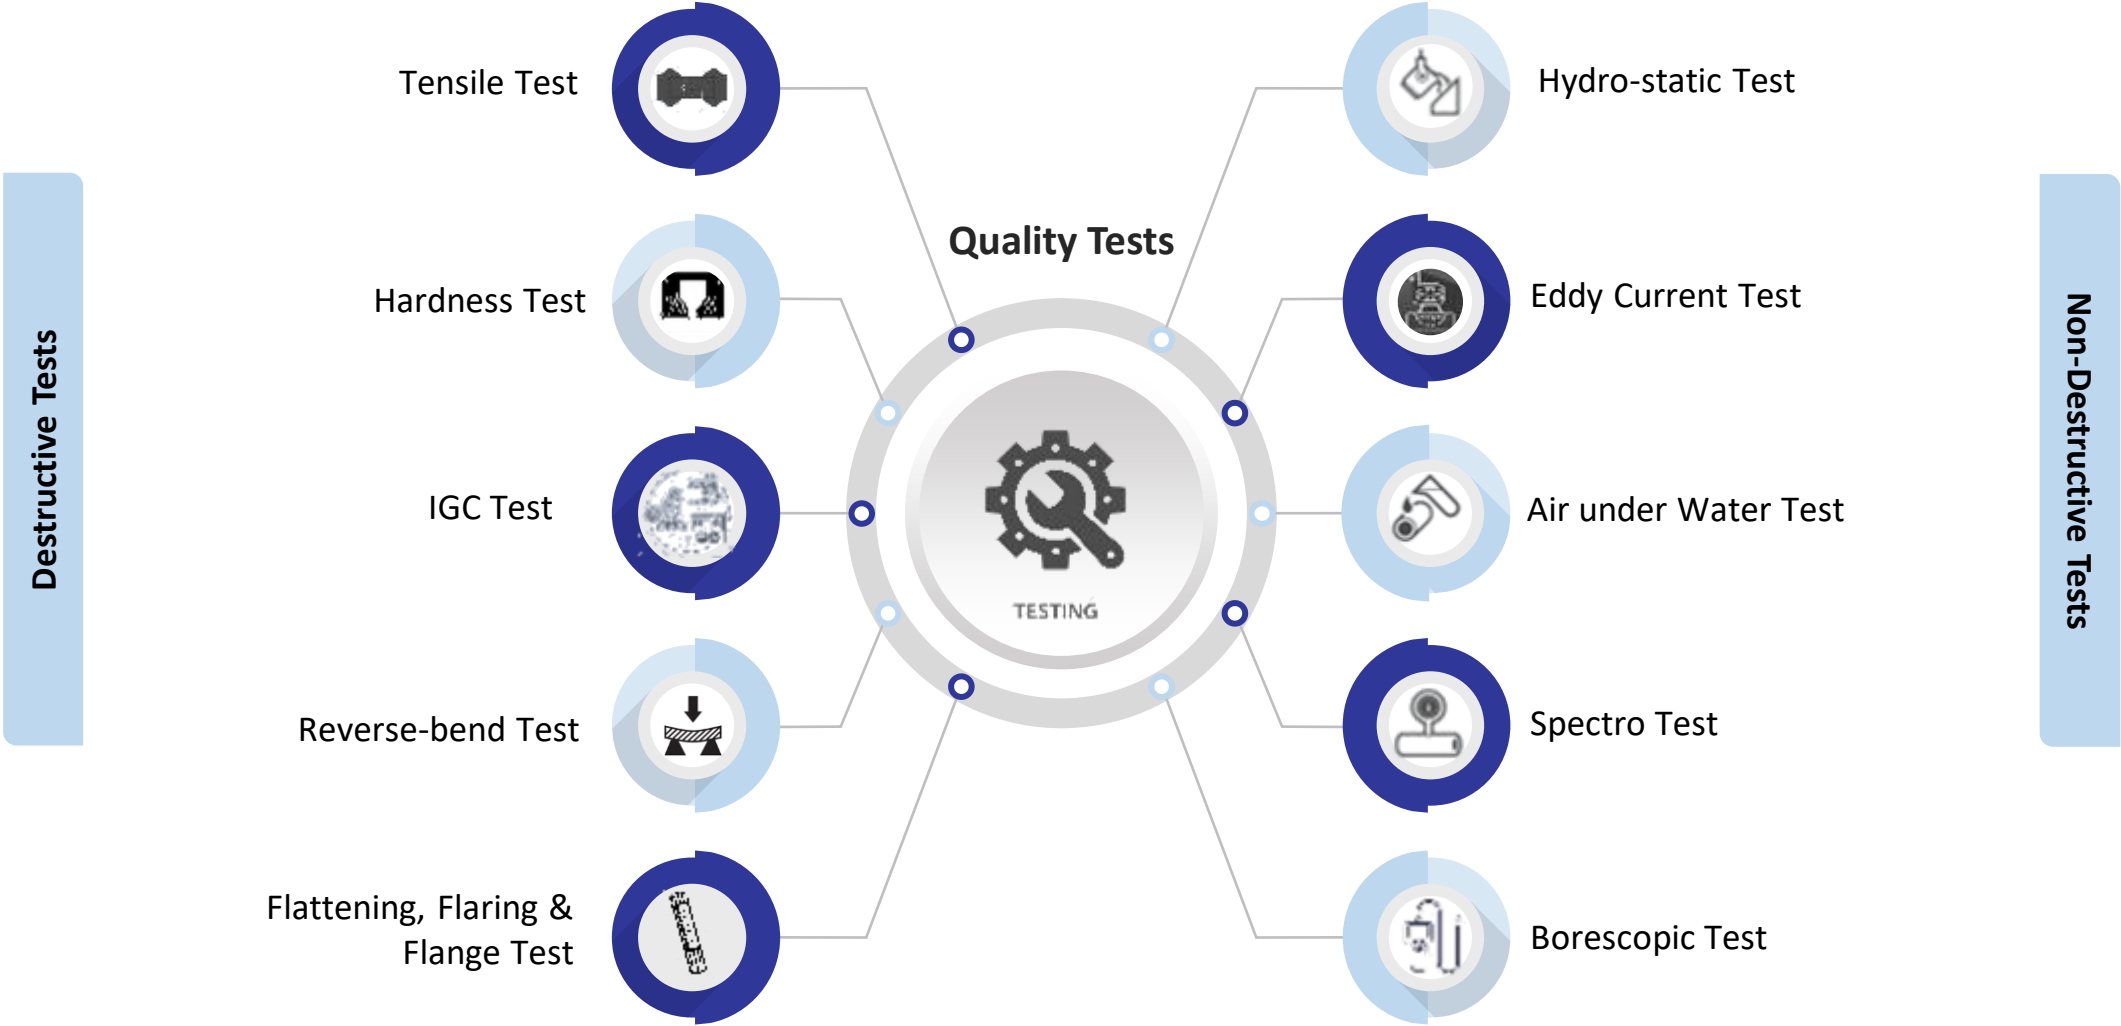 Destructive Tests
Tensile Test
Hardness Test
IGC Test
Reverse-bend Test
Flattening, Flaring &
Flange Test
Quality Tests
TESTING
Hydro-static Test
Eddy Current Test
Air under Water Test
Spectro Test
Borescopic Test
Non-Destructive Tests